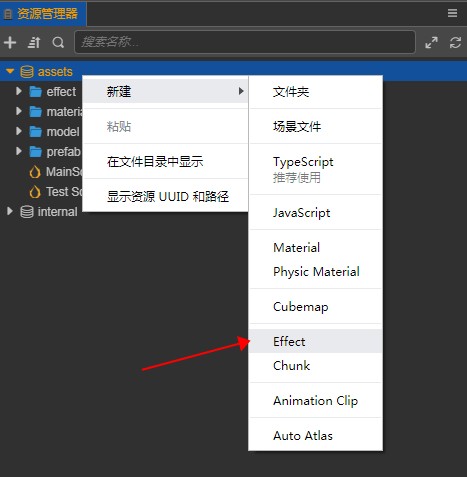 资源管理器
搜索名称...
assets
effect
新建
文件夹
materia
粘贴
场景文件
model
在文件目录中显示
TypeScript
推荐使用
prefab
MainSc
显示资源 UUID 和路径
Test Sc
JavaScript
internal
Material
Physic Material
Cubemap
Effect
Chunk
Animation Clip
Auto Atlas